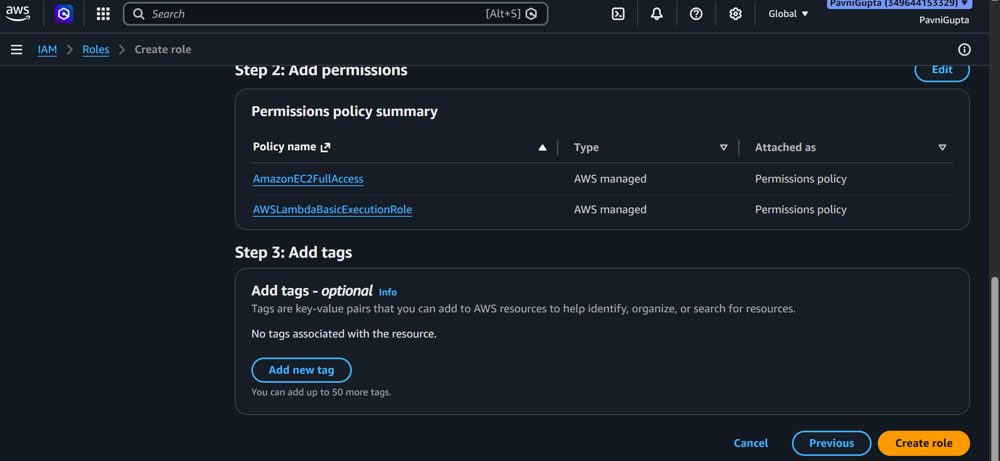 aws
Search [Alt+S]
Global
PavniGupta (349644153329)
PavniGupta
IAM Roles Create role
Step 2: Add permissions
Edit
Permissions policy summary
Policy name Type Attached as
AmazonEC2FullAccess AWS managed Permissions policy
AWSLambdaBasicExecutionRole AWS managed Permissions policy
Step 3: Add tags
Add tags - optional Info
Tags are key-value pairs that you can add to AWS resources to help identify, organize, or search for resources.
No tags associated with the resource.
Add new tag
You can add up to 50 more tags.
Cancel Previous Create role